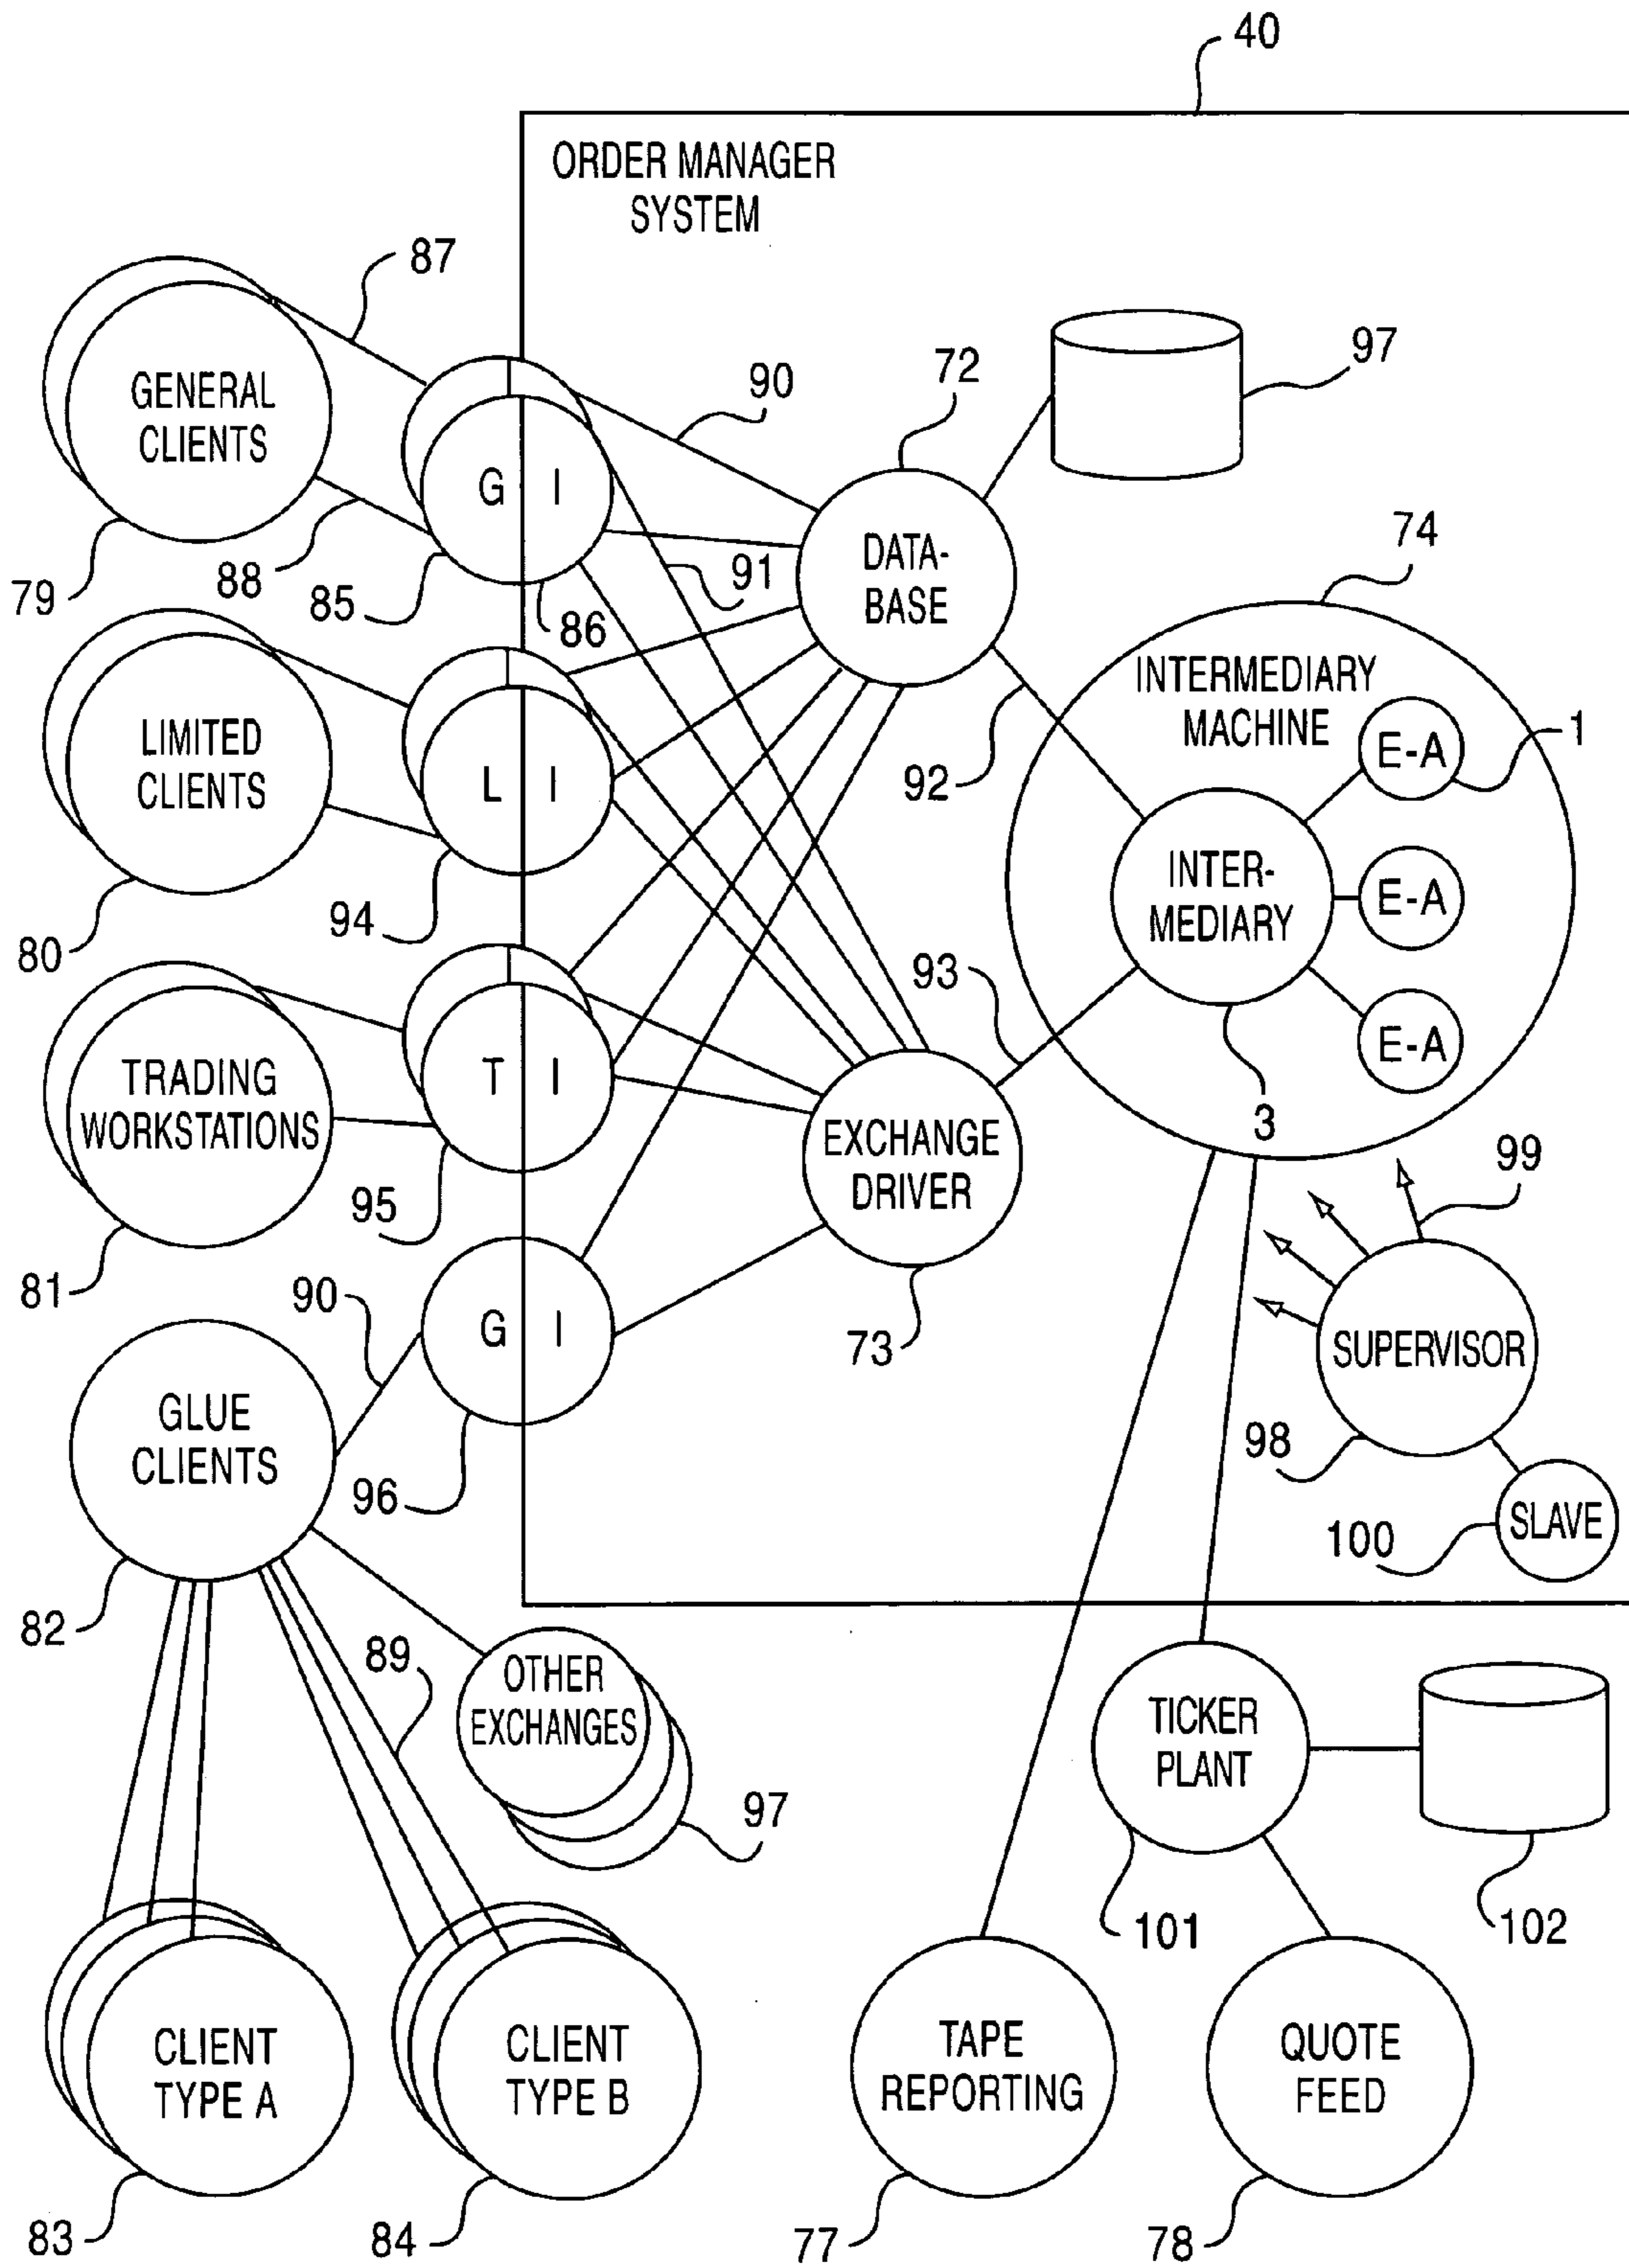 40
ORDER MANAGER
SYSTEM
87
GENERAL
CLIENTS
79
88
85
G I
86
90
91
72
DATA-
BASE
97
74
INTERMEDIARY
MACHINE
E-A
1
INTER-
MEDIARY
E-A
E-A
3
92
93
LIMITED
CLIENTS
80
94
L I
TRADING
WORKSTATIONS
81
95
T I
EXCHANGE
DRIVER
73
99
SUPERVISOR
98
SLAVE
100
90
G I
96
GLUE
CLIENTS
82
89
OTHER
EXCHANGES
97
TICKER
PLANT
101
102
CLIENT
TYPE A
83
CLIENT
TYPE B
84
TAPE
REPORTING
77
QUOTE
FEED
78